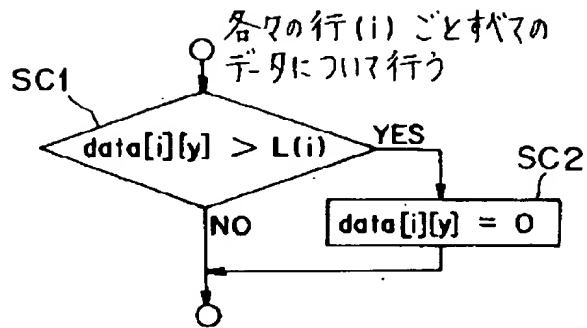 各々の行(i)ごとすべての
データについて行う
SC1
data[i][y] > L(i)
YES
SC2
NO
data[i][y] = 0